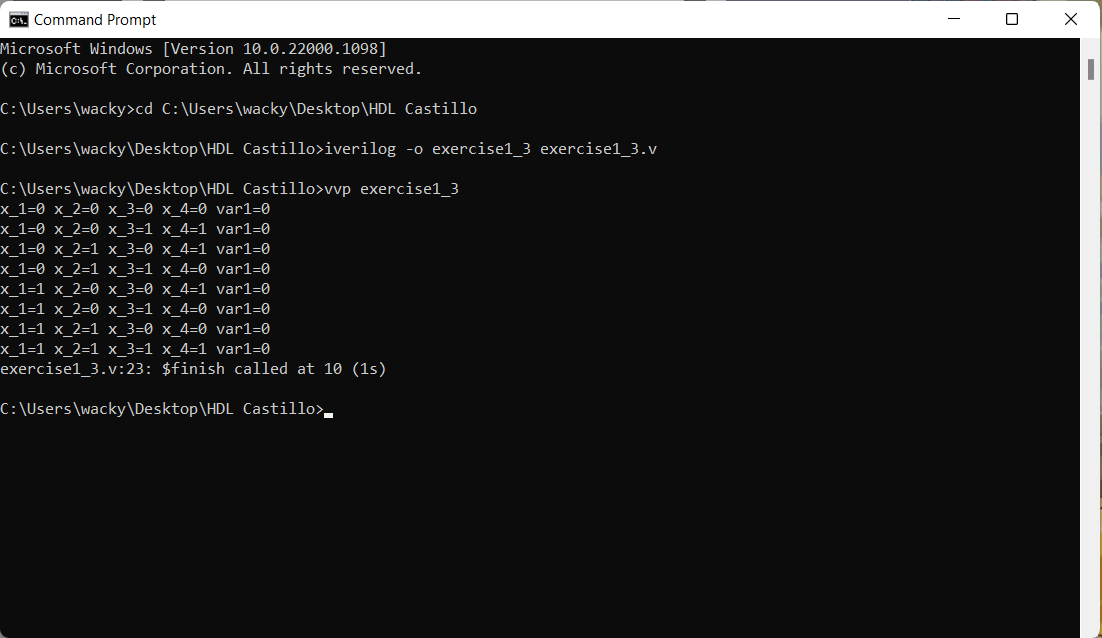 Command Prompt
Microsoft Windows [Version 10.0.22000.1098]
(c) Microsoft Corporation. All rights reserved.
C:\Users\wacky>cd C:\Users\wacky\Desktop\HDL Castillo
C:\Users\wacky\Desktop\HDL Castillo>iverilog -o exercise1_3 exercise1_3.v
C:\Users\wacky\Desktop\HDL Castillo>vvp exercise1_3
x_1=0 x_2=0 x_3=0 x_4=0 var1=0
x_1=0 x_2=0 x_3=1 x_4=1 var1=0
x_1=0 x_2=1 x_3=0 x_4=1 var1=0
x_1=0 x_2=1 x_3=1 x_4=0 var1=0
x_1=1 x_2=0 x_3=0 x_4=1 var1=0
x_1=1 x_2=0 x_3=1 x_4=0 var1=0
x_1=1 x_2=1 x_3=0 x_4=0 var1=0
x_1=1 x_2=1 x_3=1 x_4=1 var1=0
exercise1_3.v:23: $finish called at 10 (1s)
C:\Users\wacky\Desktop\HDL Castillo>